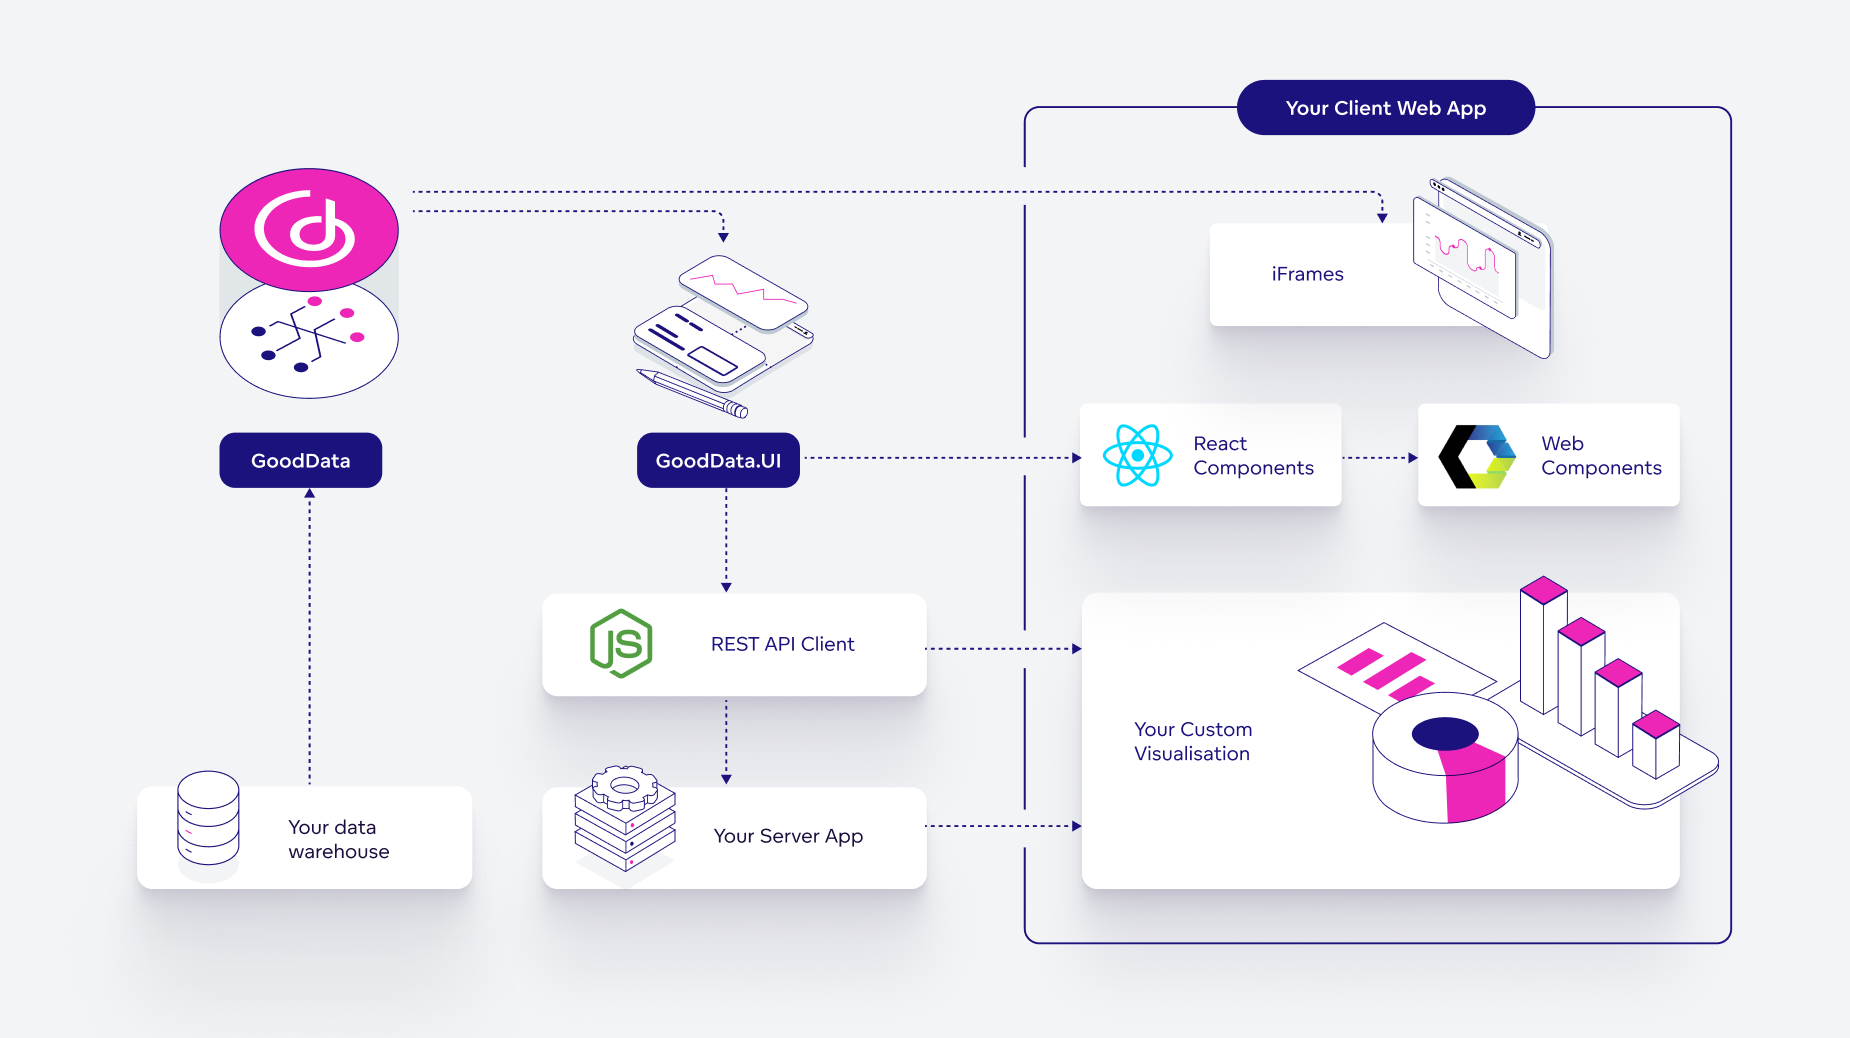 Your Client Web App
iFrames
GoodData
GoodData.UI
React
Components
Web
Components
JS
REST API Client
Your Custom
Visualisation
Your data
warehouse
Your Server App